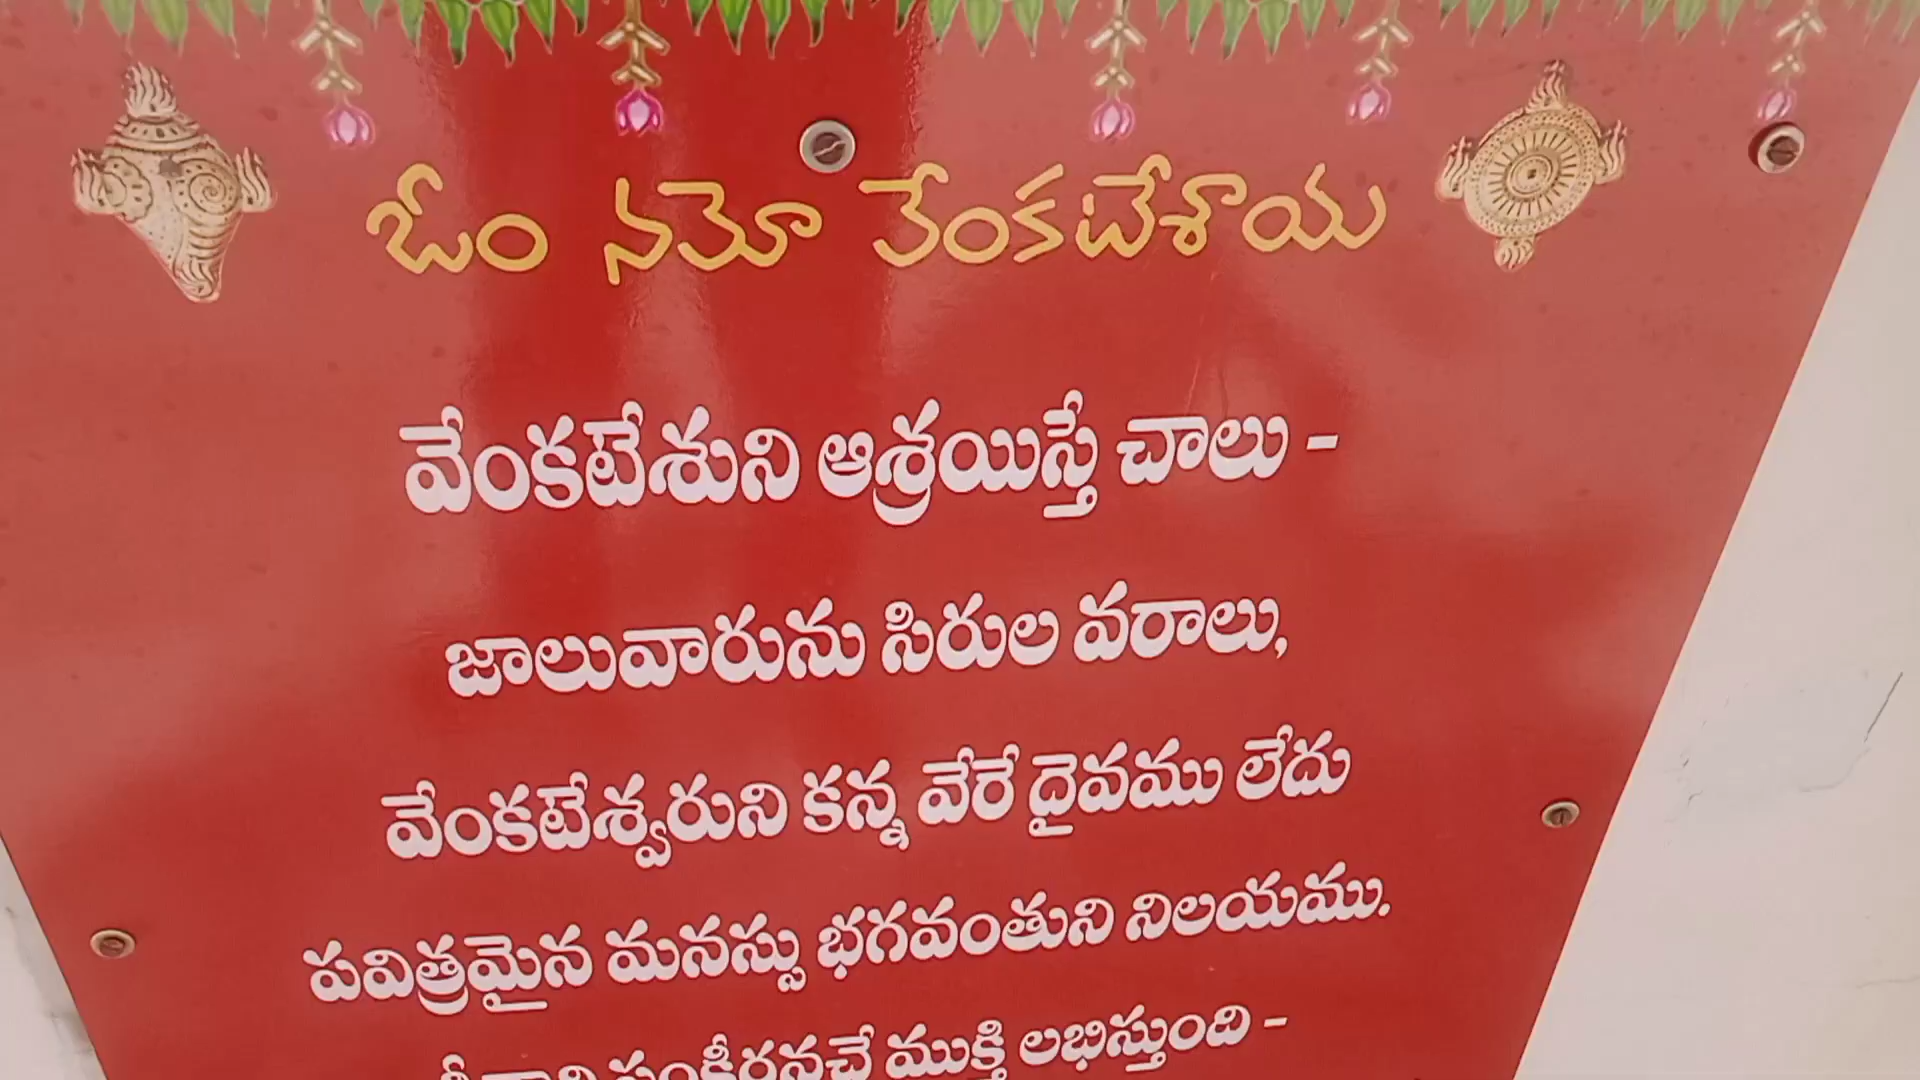 ఓం నమో వేంకటేశాయ
వేంకటేశుని ఆశ్రయిస్తే చాలు -
జాలువారును సిరుల వరాలు,
వేంకటేశ్వరుని కన్న వేరే దైవము లేదు
పవిత్రమైన మనస్సు భగవంతుని నిలయము.
ముక్తి లభిస్తుంది -